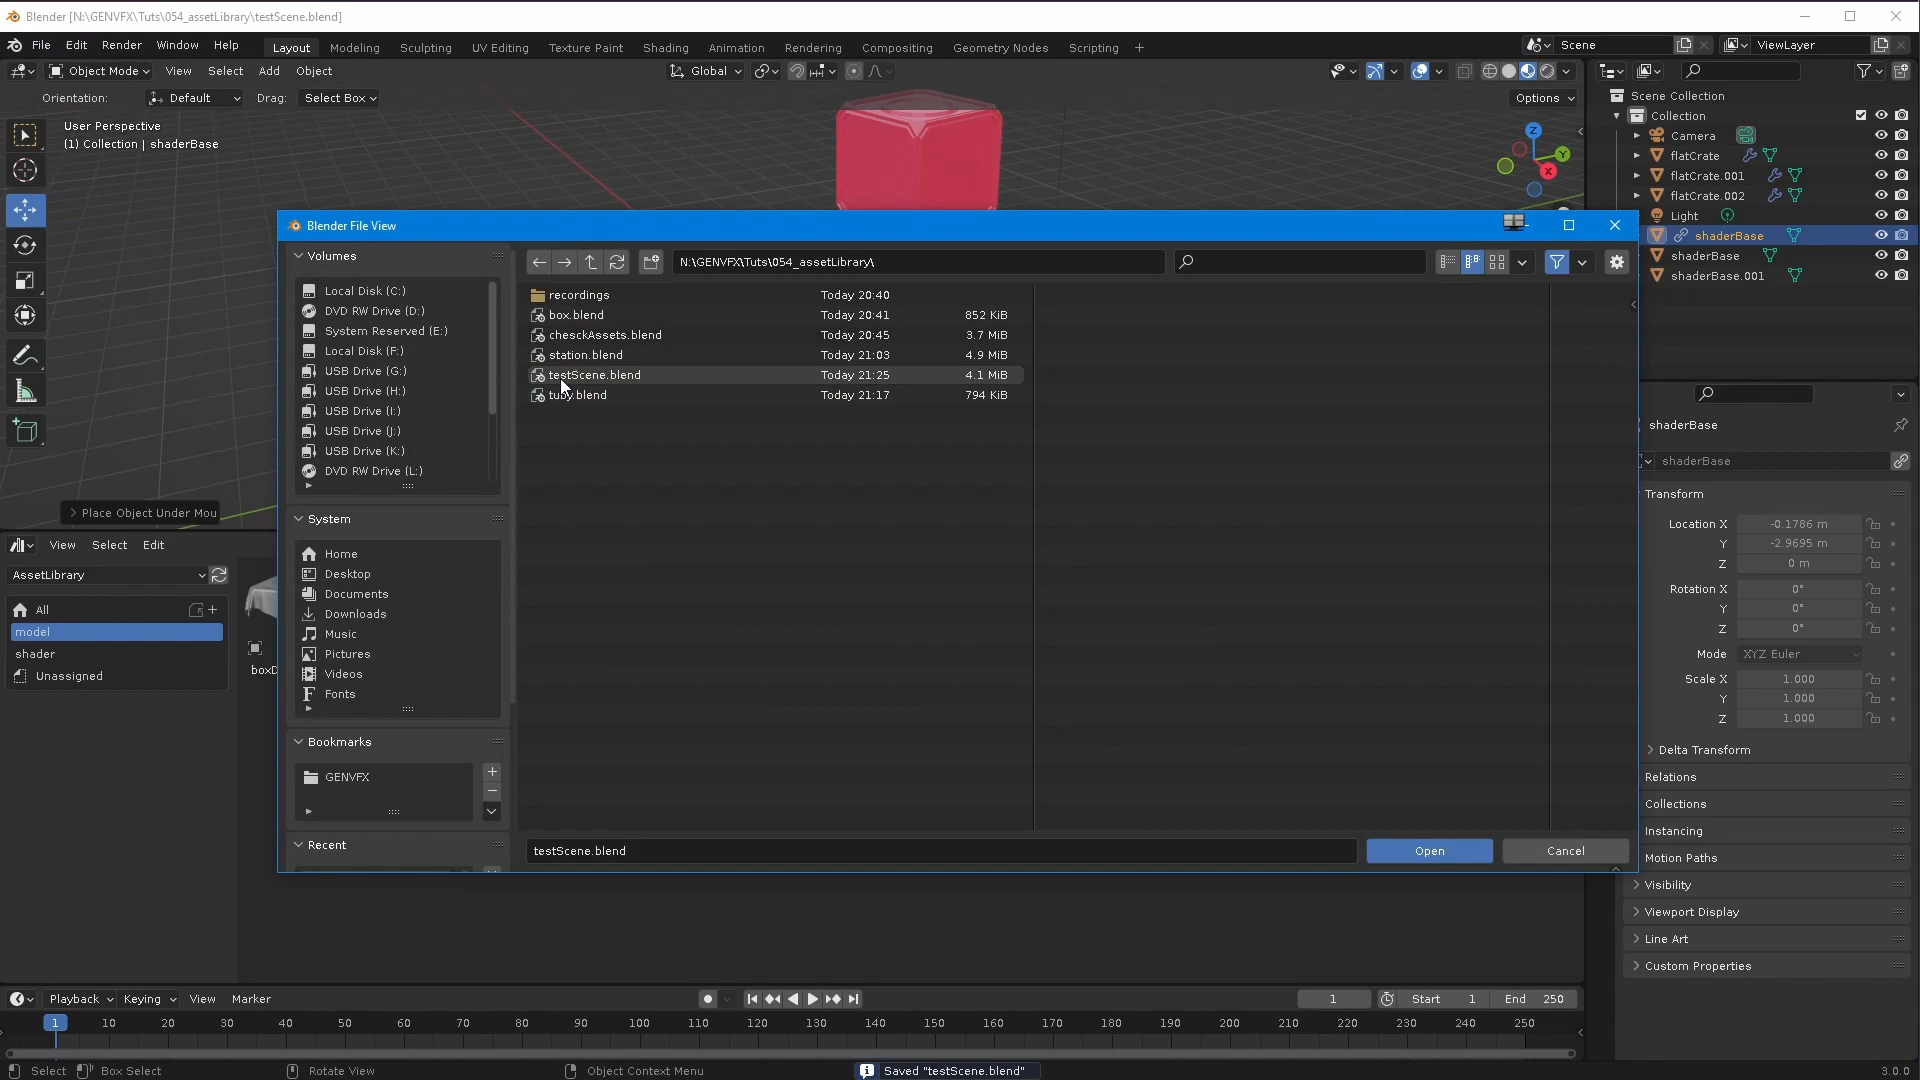 Blender [N:\GENVFX\Tuts\054_assetLibrary\testScene.blend]
File Edit Render Window Help Layout Modeling Sculpting UV Editing Texture Paint Shading Animation Rendering Compositing Geometry Nodes Scripting + Scene ViewLayer
Object Mode View Select Add Object Global
Orientation: Default Drag: Select Box Options
User Perspective
(1) Collection | shaderBase
Z
Y
X
Scene Collection
Collection
Camera
flatCrate
flatCrate.001
flatCrate.002
Light
shaderBase
shaderBase
shaderBase.001
Blender File View
Volumes
Local Disk (C:)
DVD RW Drive (D:)
System Reserved (E:)
Local Disk (F:)
USB Drive (G:)
USB Drive (H:)
USB Drive (I:)
USB Drive (J:)
USB Drive (K:)
DVD RW Drive (L:)
System
Home
Desktop
Documents
Downloads
Music
Pictures
Videos
Fonts
Bookmarks
GENVFX
Recent
N:\GENVFX\Tuts\054_assetLibrary\
recordings Today 20:40
box.blend Today 20:41 852 KiB
chesckAssets.blend Today 20:45 3.7 MiB
station.blend Today 21:03 4.9 MiB
testScene.blend Today 21:25 4.1 MiB
tuby.blend Today 21:17 794 KiB
testScene.blend Open Cancel
Place Object Under Mou
View Select Edit
AssetLibrary
All
model
shader
Unassigned
boxD
shaderBase
shaderBase
Transform
Location X -0.1786 m
Y -2.9695 m
Z 0 m
Rotation X 0°
Y 0°
Z 0°
Mode XYZ Euler
Scale X 1.000
Y 1.000
Z 1.000
Delta Transform
Relations
Collections
Instancing
Motion Paths
Visibility
Viewport Display
Line Art
Custom Properties
Playback Keying View Marker 1 Start 1 End 250
1 10 20 30 40 50 60 70 80 90 100 110 120 130 140 150 160 170 180 190 200 210 220 230 240 250
Select Box Select Rotate View Object Context Menu Saved "testScene.blend" 3.0.0